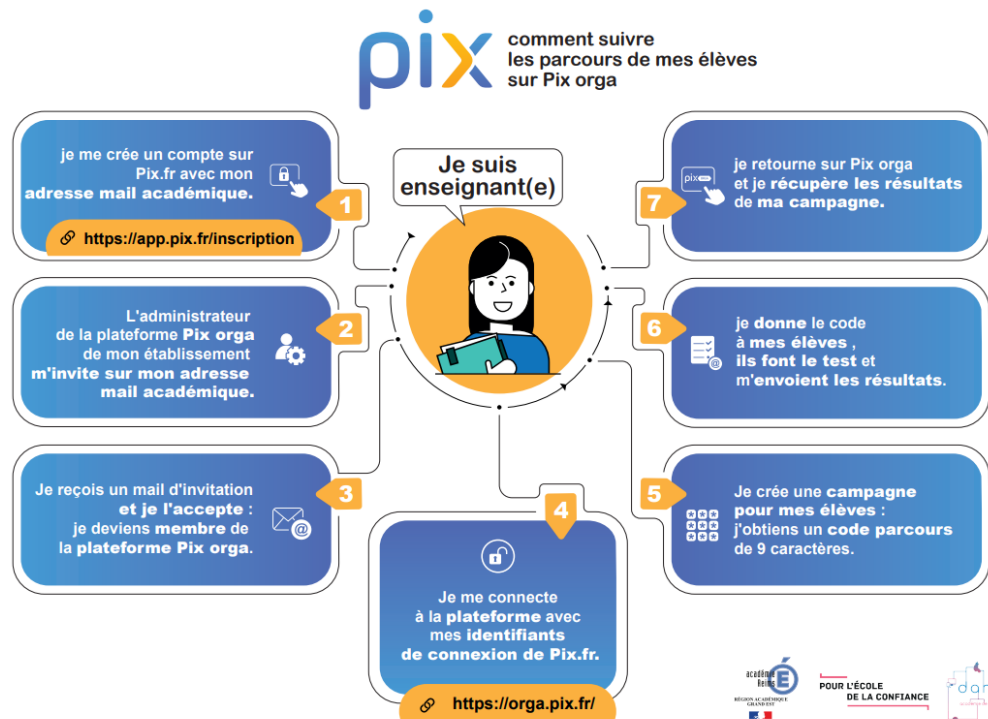 pix
comment suivre
les parcours de mes élèves
sur Pix orga
Je suis
enseignant(e)
1
je me crée un compte sur
Pix.fr avec mon
adresse mail académique.
https://app.pix.fr/inscription
2
L'administrateur
de la plateforme Pix orga
de mon établissement
m'invite sur mon adresse
mail académique.
3
Je reçois un mail d'invitation
et je l'accepte :
je deviens membre de
la plateforme Pix orga.
4
Je me connecte
à la plateforme avec
mes identifiants
de connexion de Pix.fr.
https://orga.pix.fr/
5
Je crée une campagne
pour mes élèves :
j'obtiens un code parcours
de 9 caractères.
6
je donne le code
à mes élèves ,
ils font le test et
m'envoient les résultats.
7
pix
je retourne sur Pix orga
et je récupère les résultats
de ma campagne.
académie
Reims
RÉGION ACADÉMIQUE
GRAND EST
POUR L'ÉCOLE
DE LA CONFIANCE